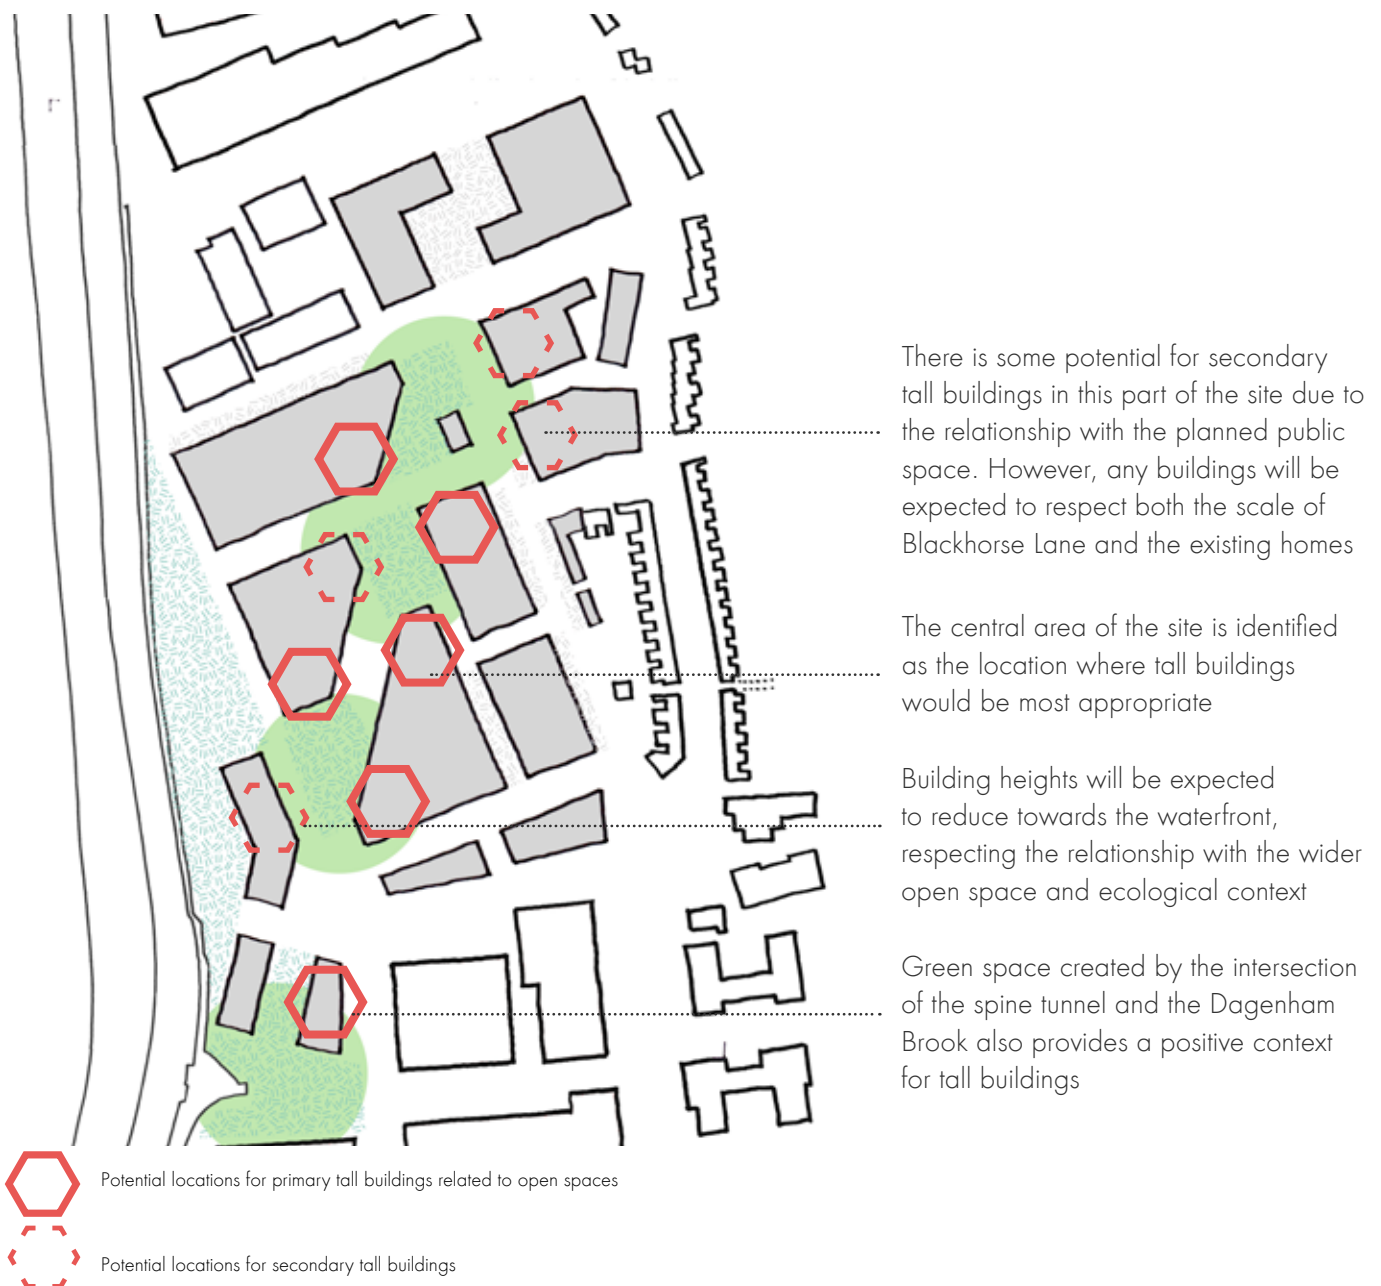 There is some potential for secondary
tall buildings in this part of the site due to
the relationship with the planned public
space. However, any buildings will be
expected to respect both the scale of
Blackhorse Lane and the existing homes
The central area of the site is identified
as the location where tall buildings
would be most appropriate
Building heights will be expected
to reduce towards the waterfront,
respecting the relationship with the wider
open space and ecological context
Green space created by the intersection
of the spine tunnel and the Dagenham
Brook also provides a positive context
for tall buildings
Potential locations for primary tall buildings related to open spaces
Potential locations for secondary tall buildings